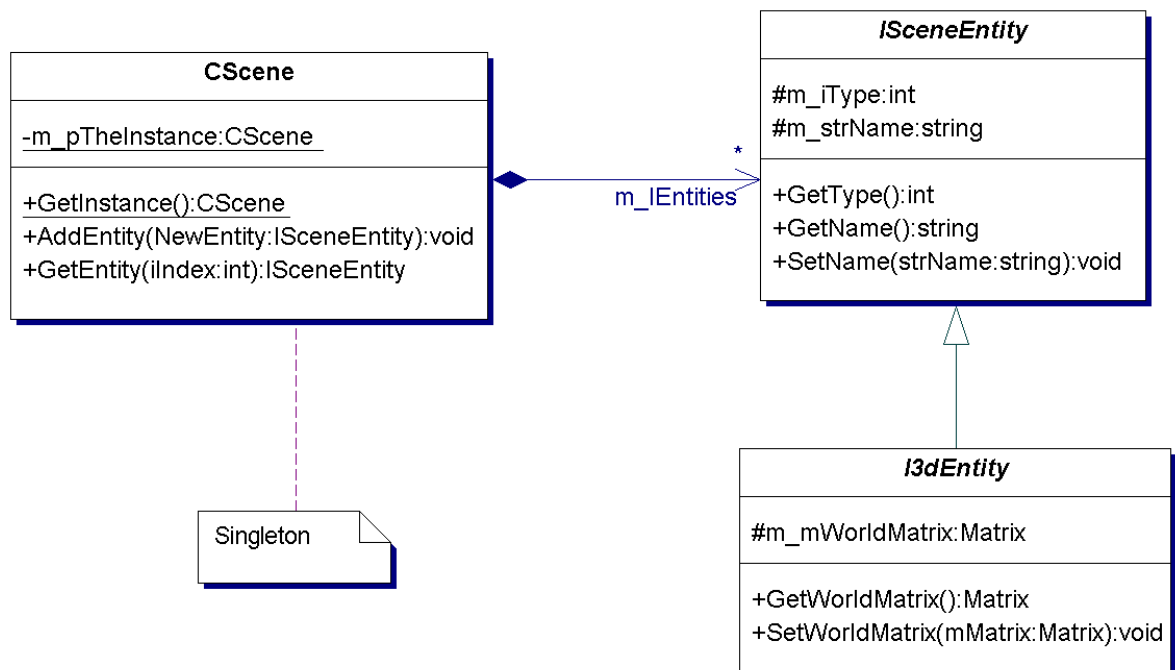 CScene
-m_pTheInstance:CScene
+GetInstance():CScene
+AddEntity(NewEntity:ISceneEntity):void
+GetEntity(iIndex:int):ISceneEntity
*
m_lEntities
ISceneEntity
#m_iType:int
#m_strName:string
+GetType():int
+GetName():string
+SetName(strName:string):void
Singleton
I3dEntity
#m_mWorldMatrix:Matrix
+GetWorldMatrix():Matrix
+SetWorldMatrix(mMatrix:Matrix):void